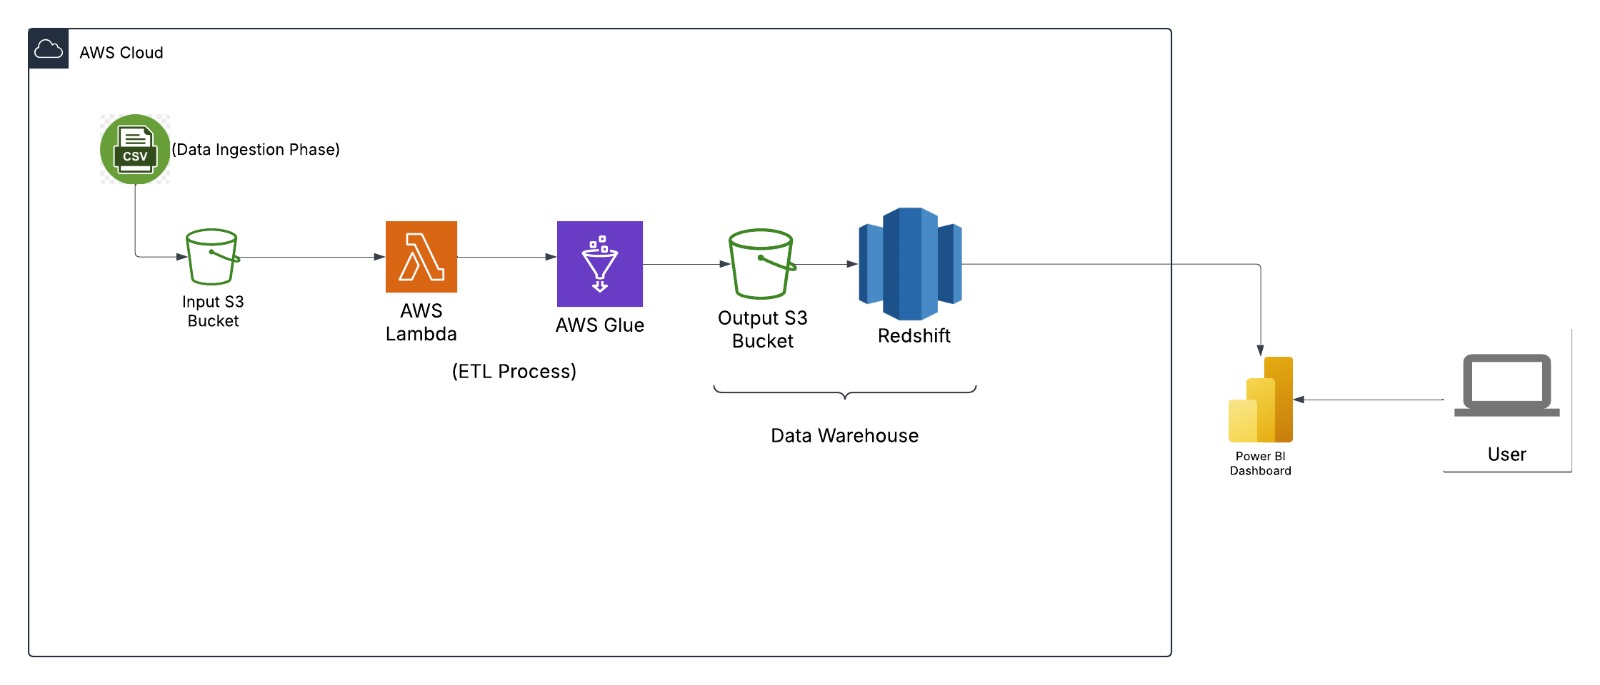 AWS Cloud
CSV
(Data Ingestion Phase)
Input S3
Bucket
AWS
Lambda
AWS Glue
(ETL Process)
Output S3
Bucket
Redshift
Data Warehouse
Power BI
Dashboard
User